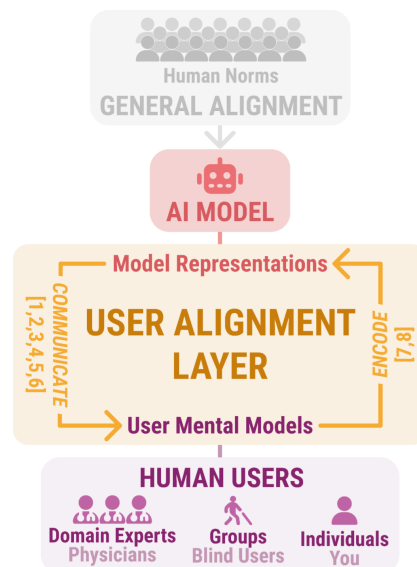 Human Norms
GENERAL ALIGNMENT
AI MODEL
Model Representations
COMMUNICATE
[1,2,3,4,5,6]
USER ALIGNMENT
LAYER
ENCODE
[7,8]
User Mental Models
HUMAN USERS
Domain Experts
Physicians
Groups
Blind Users
Individuals
You